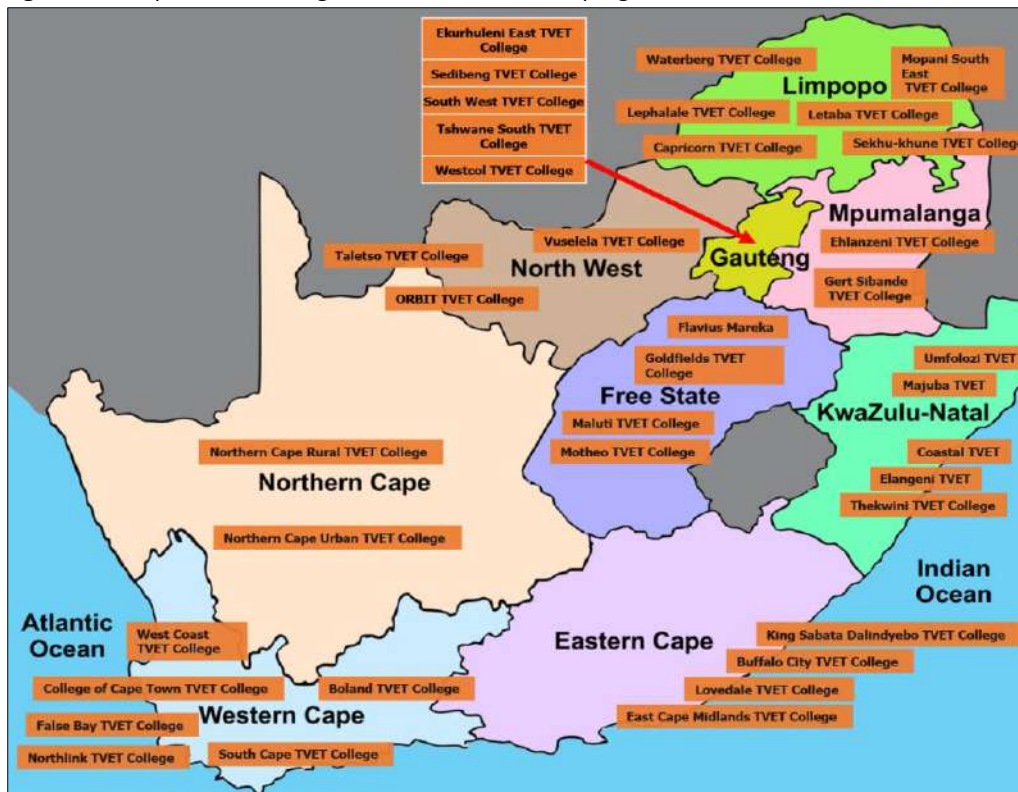 Ekurhuleni East TVET
College
Sedibeng TVET College
South West TVET College
Tshwane South TVET
College
Westcol TVET College
Waterberg TVET College
Mopani South
East
TVET College
Limpopo
Lephalale TVET College
Letaba TVET College
Capricorn TVET College
Sekhu-khune TVET College
Mpumalanga
Ehlanzeni TVET College
Gert Sibande
TVET College
Gauteng
Vuselela TVET College
Taletso TVET College
North West
ORBIT TVET College
Flavius Mareka
Goldfields TVET
College
Free State
Maluti TVET College
Motheo TVET College
Umfolozi TVET
Majuba TVET
KwaZulu-Natal
Coastal TVET
Elangeni TVET
Thekwini TVET College
Northern Cape Rural TVET College
Northern Cape
Northern Cape Urban TVET College
Indian
Ocean
Atlantic
Ocean
West Coast
TVET College
Eastern Cape
King Sabata Dalindyebo TVET College
Buffalo City TVET College
Lovedale TVET College
East Cape Midlands TVET College
College of Cape Town TVET College
Boland TVET College
Western Cape
False Bay TVET College
Northlink TVET College
South Cape TVET College